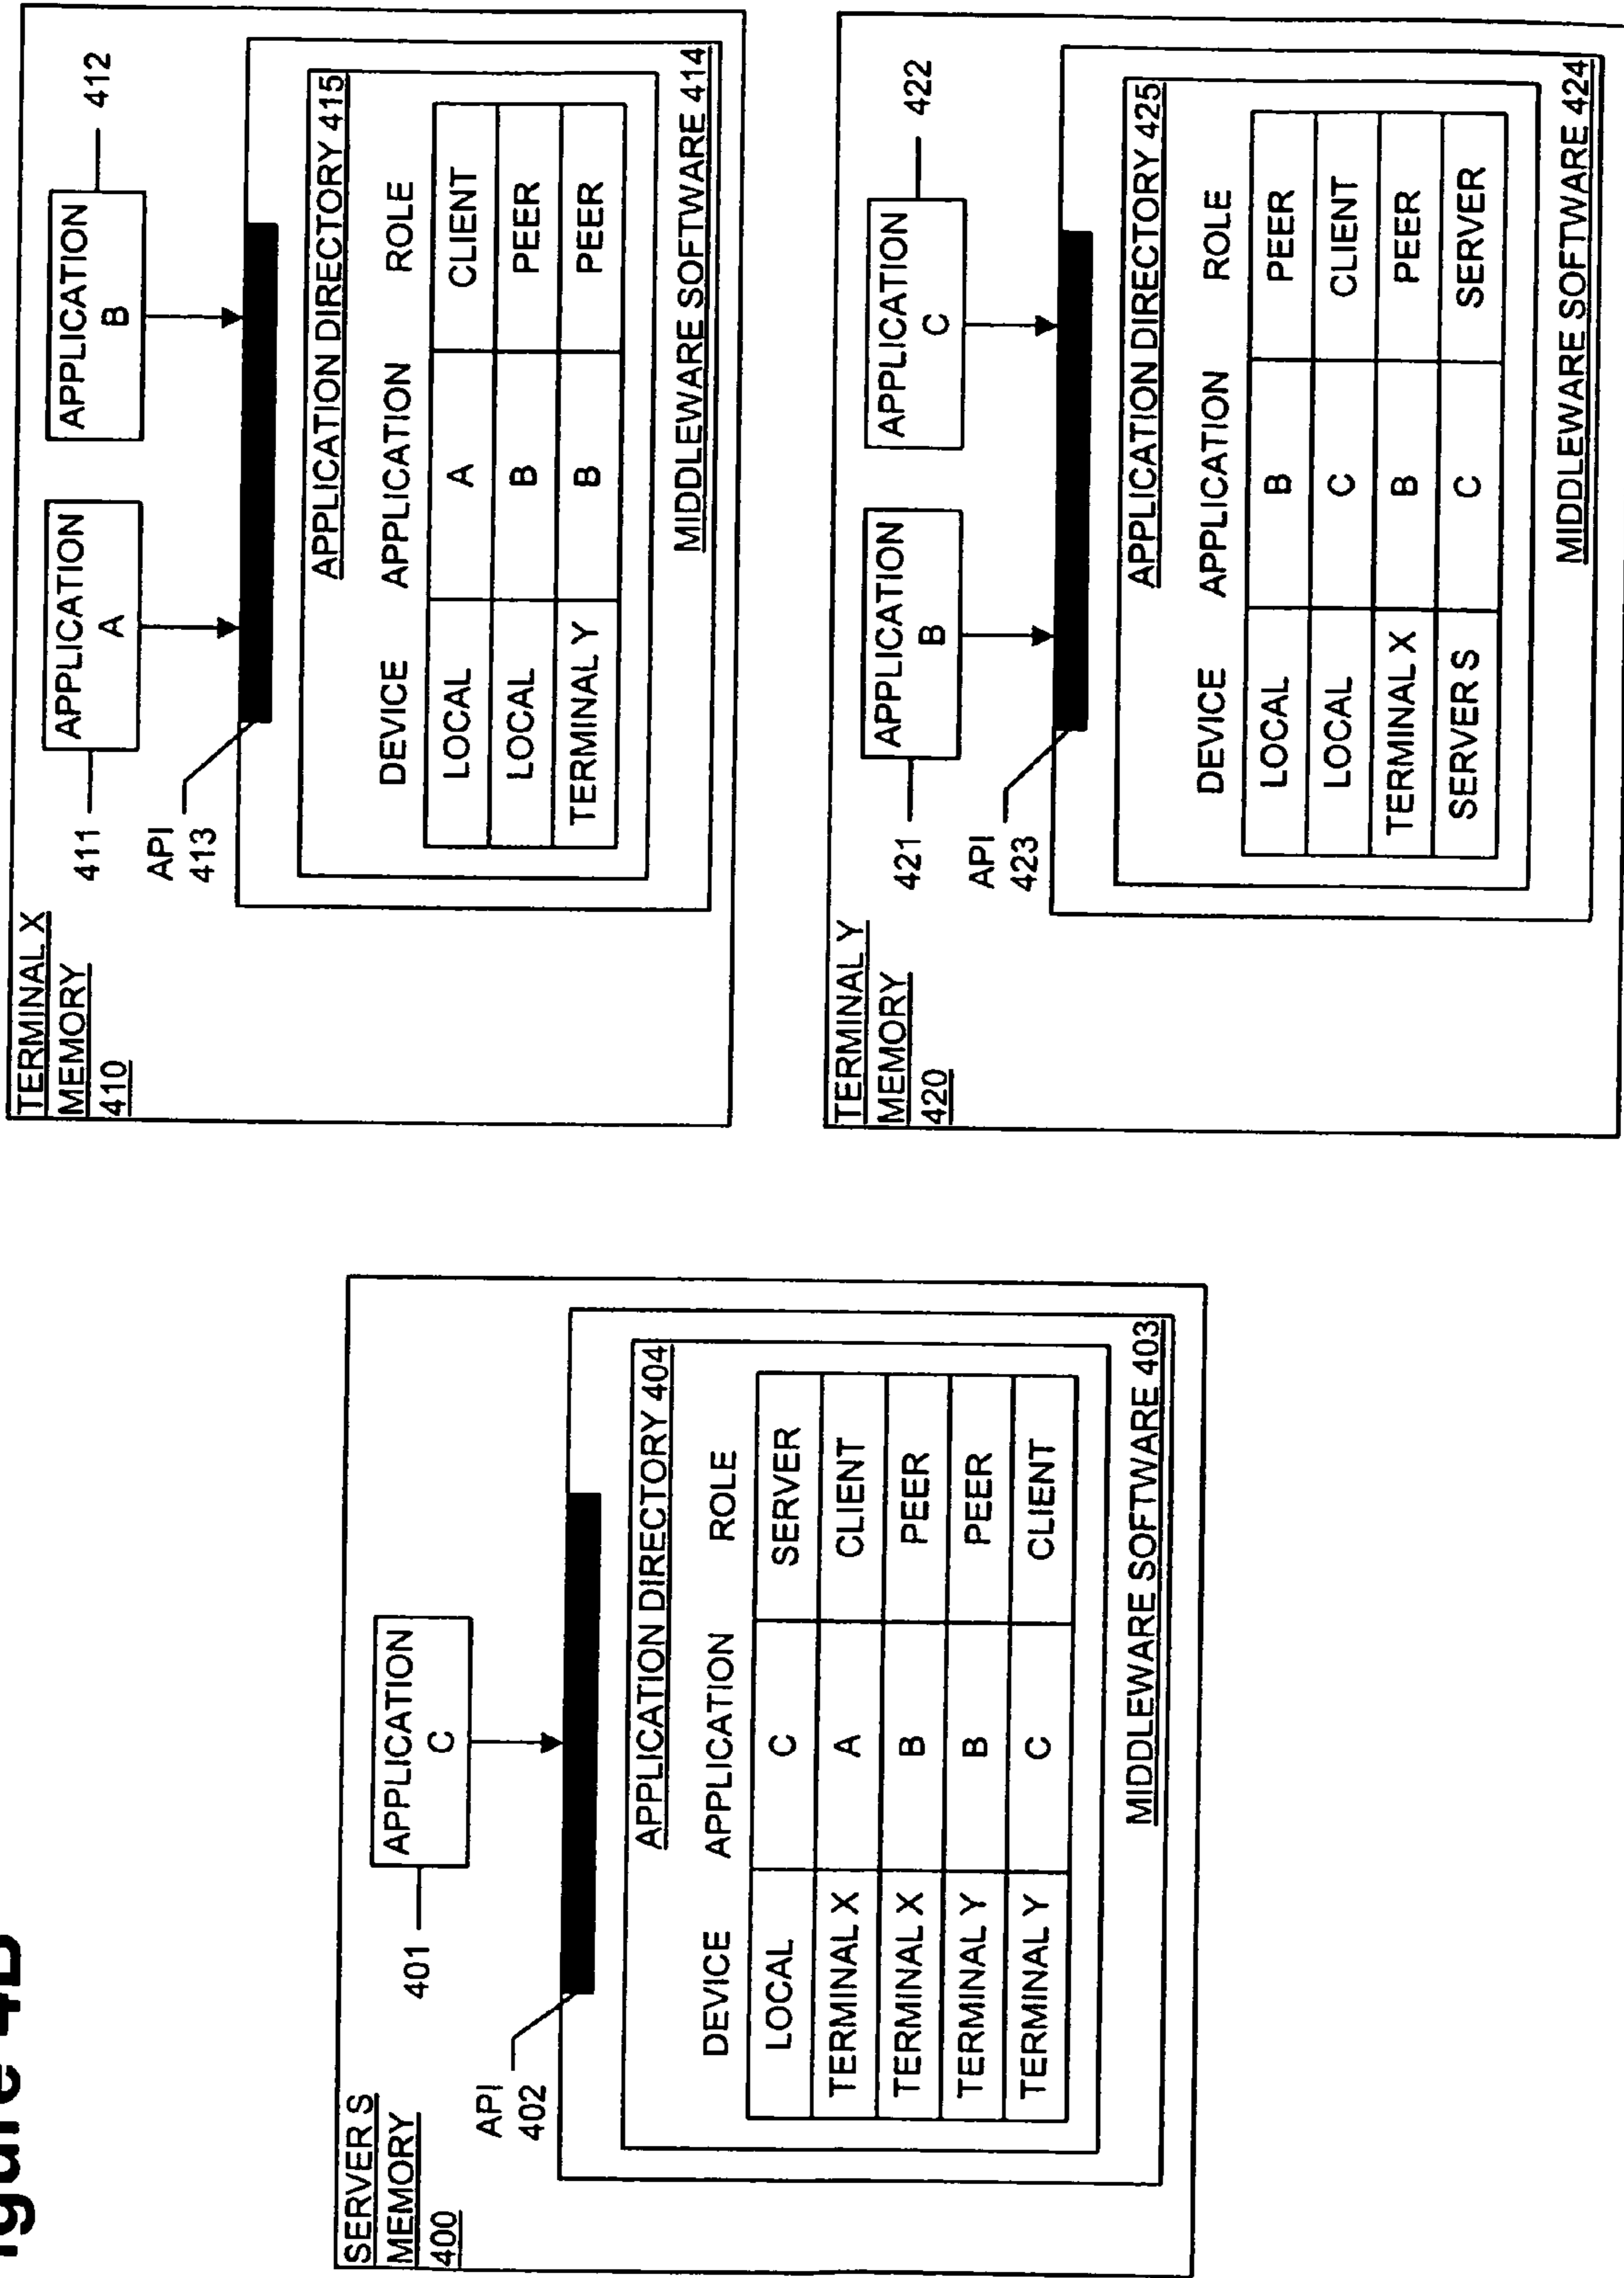 SERVER S
MEMORY
400
401
APPLICATION
C
API
402
APPLICATION DIRECTORY 404
DEVICE APPLICATION ROLE
LOCAL C SERVER
TERMINAL X A CLIENT
TERMINAL X B PEER
TERMINAL Y B PEER
TERMINAL Y C CLIENT
MIDDLEWARE SOFTWARE 403
TERMINAL X
MEMORY
410
411
APPLICATION
A
APPLICATION
B
412
API
413
APPLICATION DIRECTORY 415
DEVICE APPLICATION ROLE
LOCAL A CLIENT
LOCAL B PEER
TERMINAL Y B PEER
MIDDLEWARE SOFTWARE 414
TERMINAL Y
MEMORY
420
421
APPLICATION
B
APPLICATION
C
422
API
423
APPLICATION DIRECTORY 425
DEVICE APPLICATION ROLE
LOCAL B PEER
LOCAL C CLIENT
TERMINAL X B PEER
SERVER S C SERVER
MIDDLEWARE SOFTWARE 424